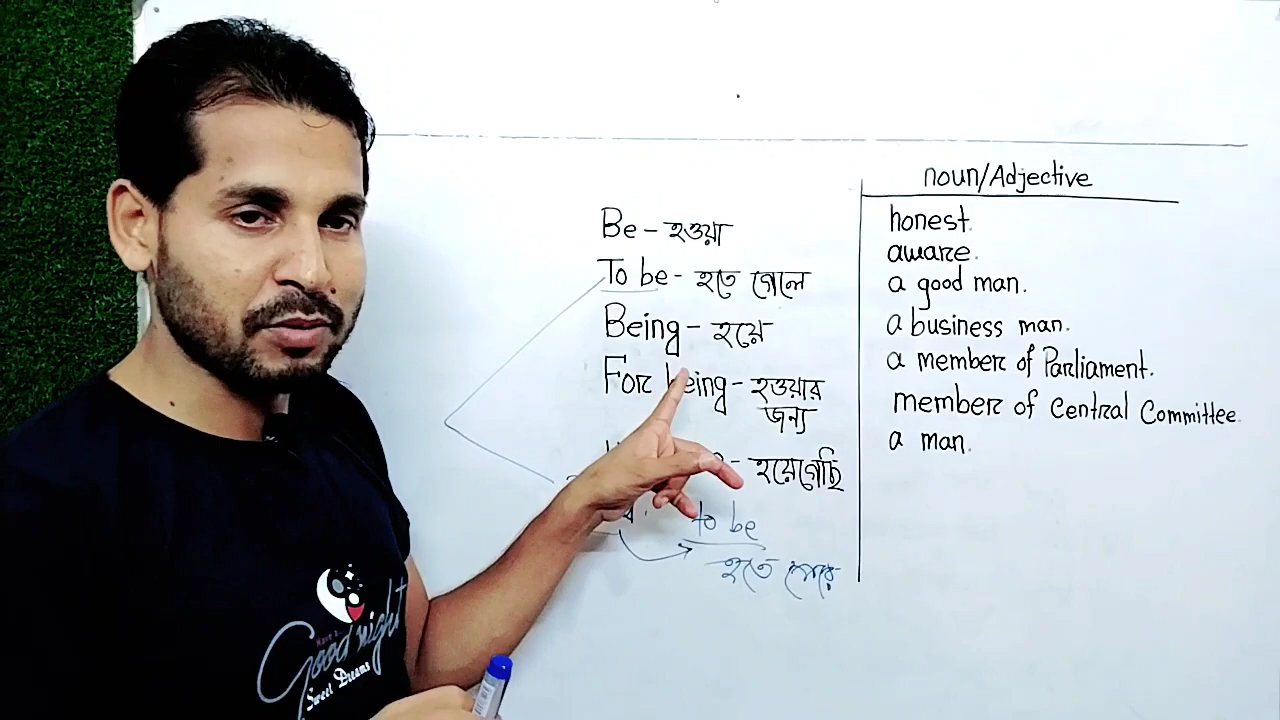 noun/Adjective
Be - হওয়া
To be - হতে গেলে
Being - হয়ে
For being - হওয়ার
জন্য
- হয়েগেছি
to be
হতে পেরে
honest.
aware.
a good man.
a business man.
a member of Parliament.
member of Central Committee.
a man.
Have a
Good night
Sweet Dreams